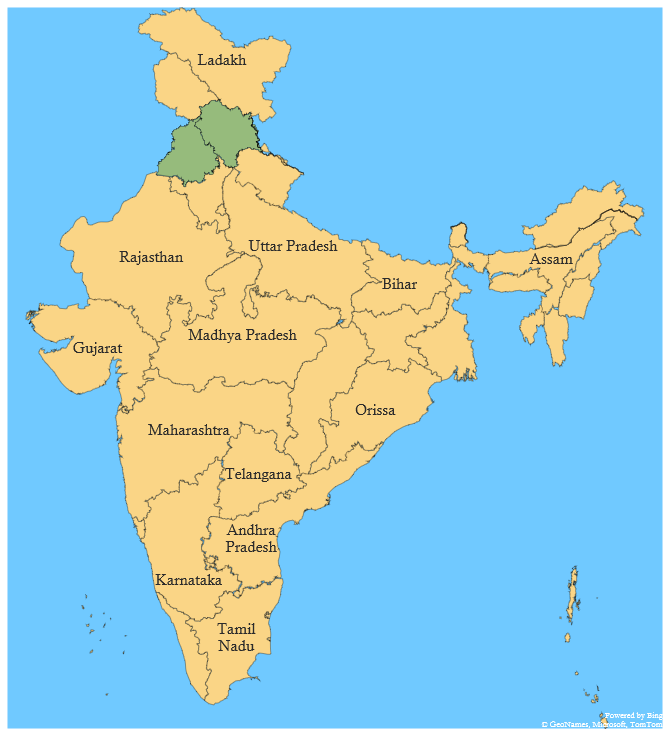 Ladakh
Uttar Pradesh
Rajasthan
Assam
Bihar
Madhya Pradesh
Gujarat
Orissa
Maharashtra
Telangana
Andhra
Pradesh
Karnataka
Tamil
Nadu
Powered by Bing
© GeoNames, Microsoft, TomTom